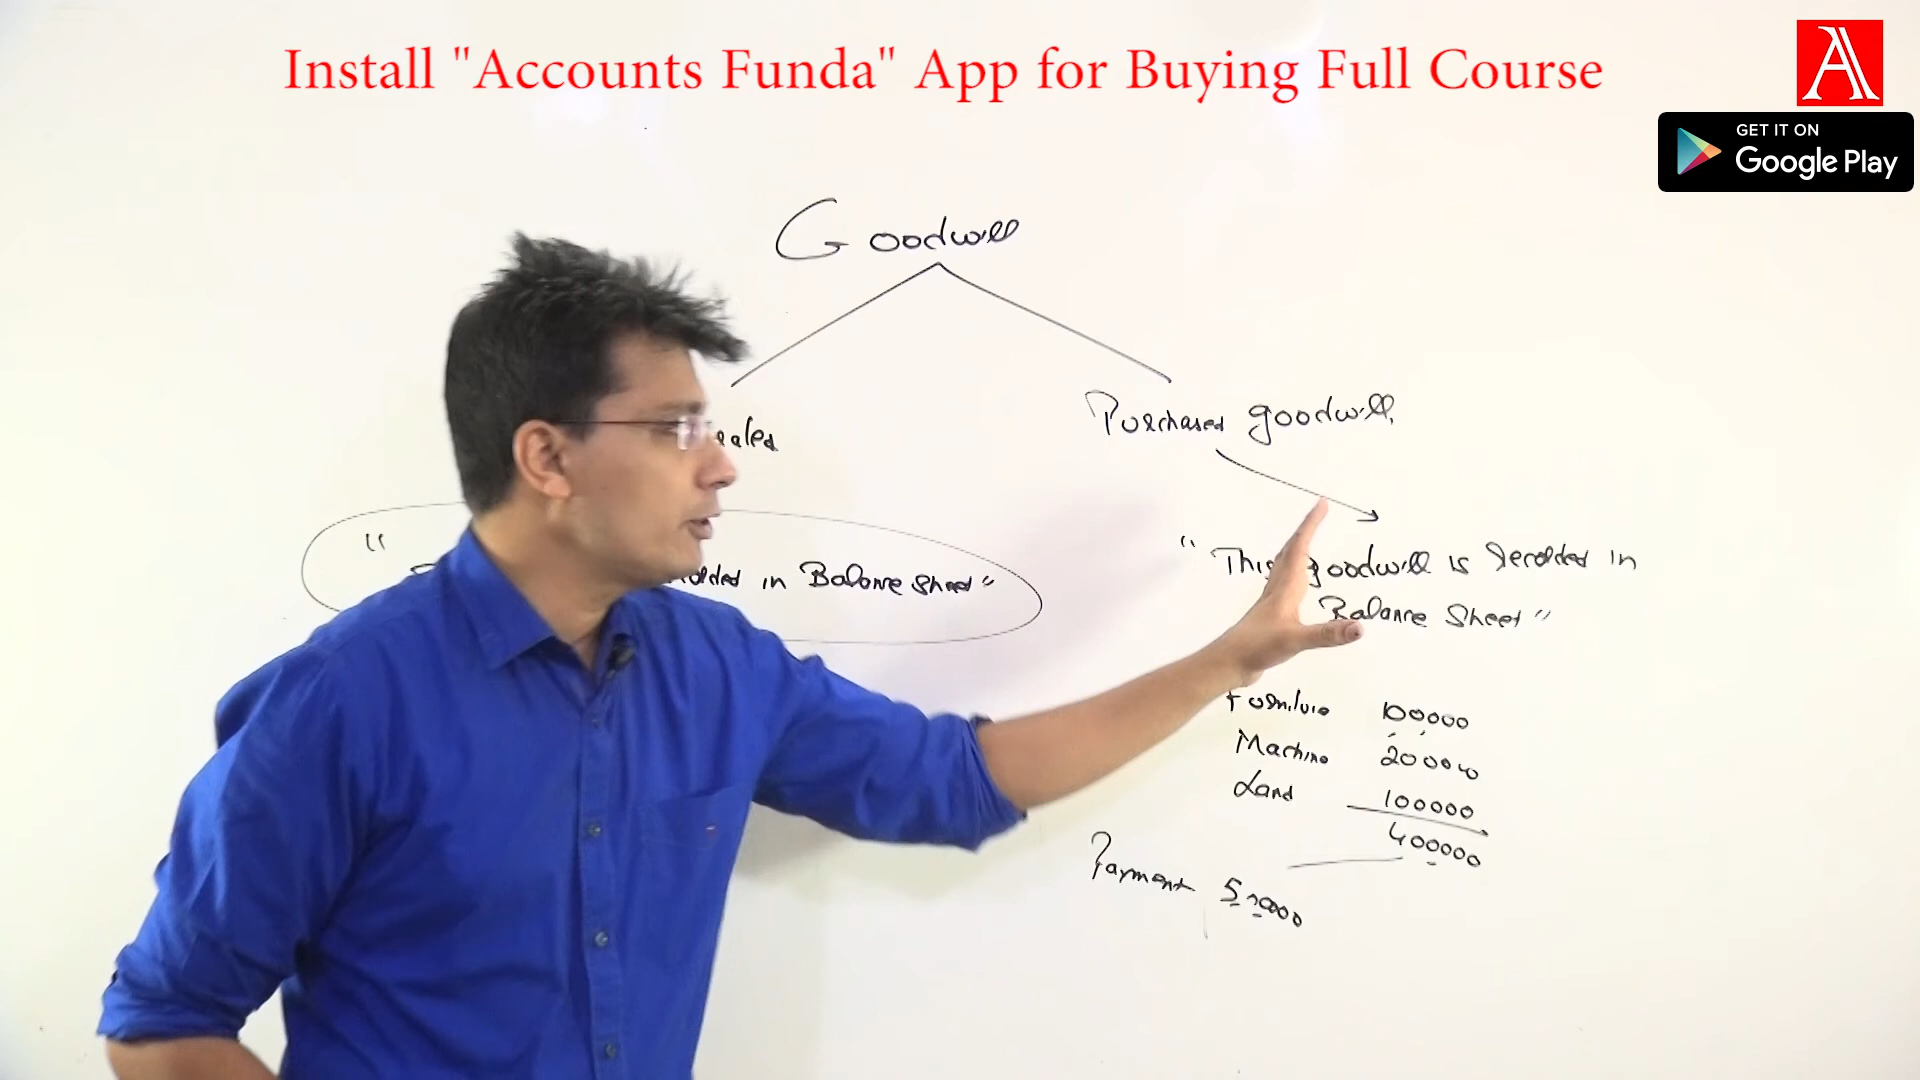 Install "Accounts Funda" App for Buying Full Course
A
GET IT ON
Google Play
Goodwill
Purchased goodwill
"
in Balance Sheet"
"This goodwill is recorded in
Balance Sheet"
Furniture 100000
Machine 200000
Land 100000
400000
Payment 500000